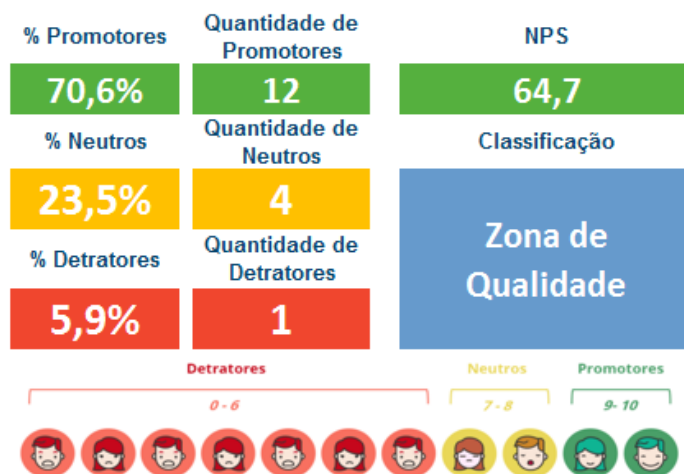 % Promotores
Quantidade de
Promotores
NPS
70,6%
12
64,7
% Neutros
Quantidade de
Neutros
Classificação
23,5%
4
Zona de
Qualidade
% Detratores
Quantidade de
Detratores
5,9%
1
Detratores
Neutros
Promotores
0 - 6
7 - 8
9- 10